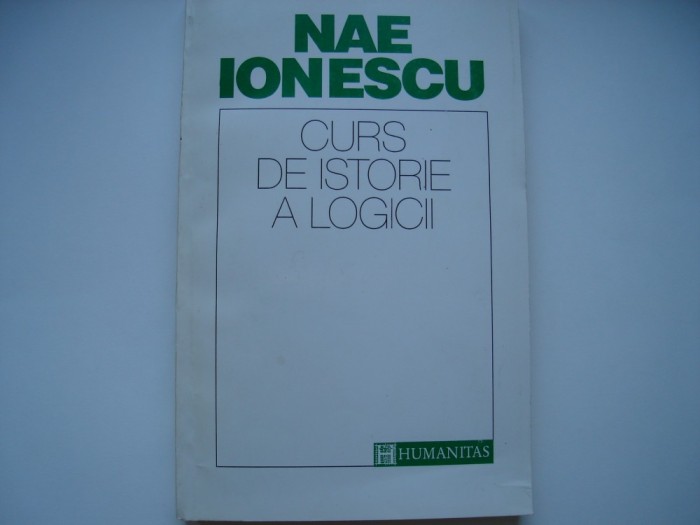 NAE
IONESCU
CURS
DE ISTORIE
A LOGICII
HUMANITAS